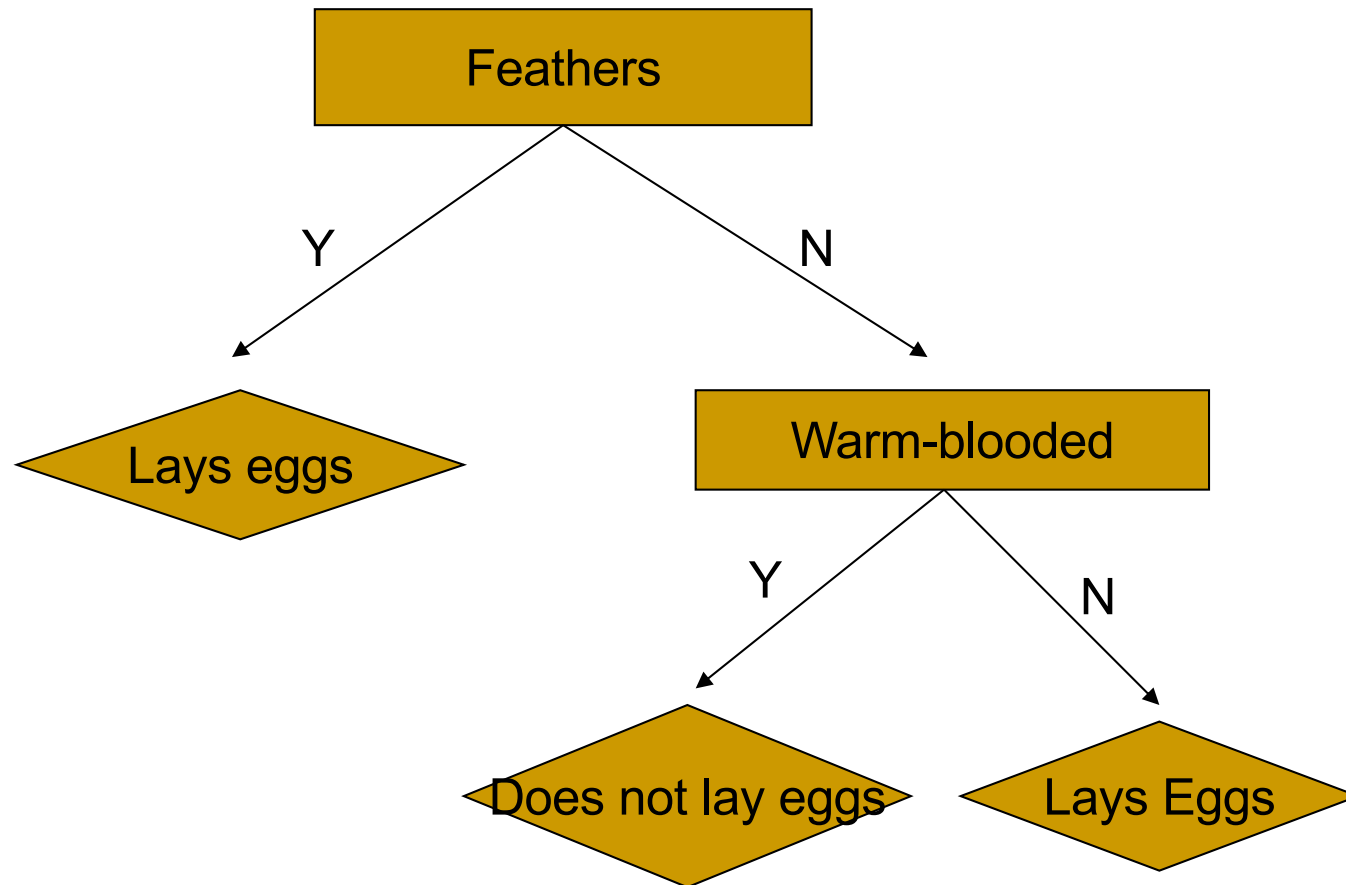 Feathers
Y
N
Lays eggs
Warm-blooded
Y
N
Does not lay eggs
Lays Eggs